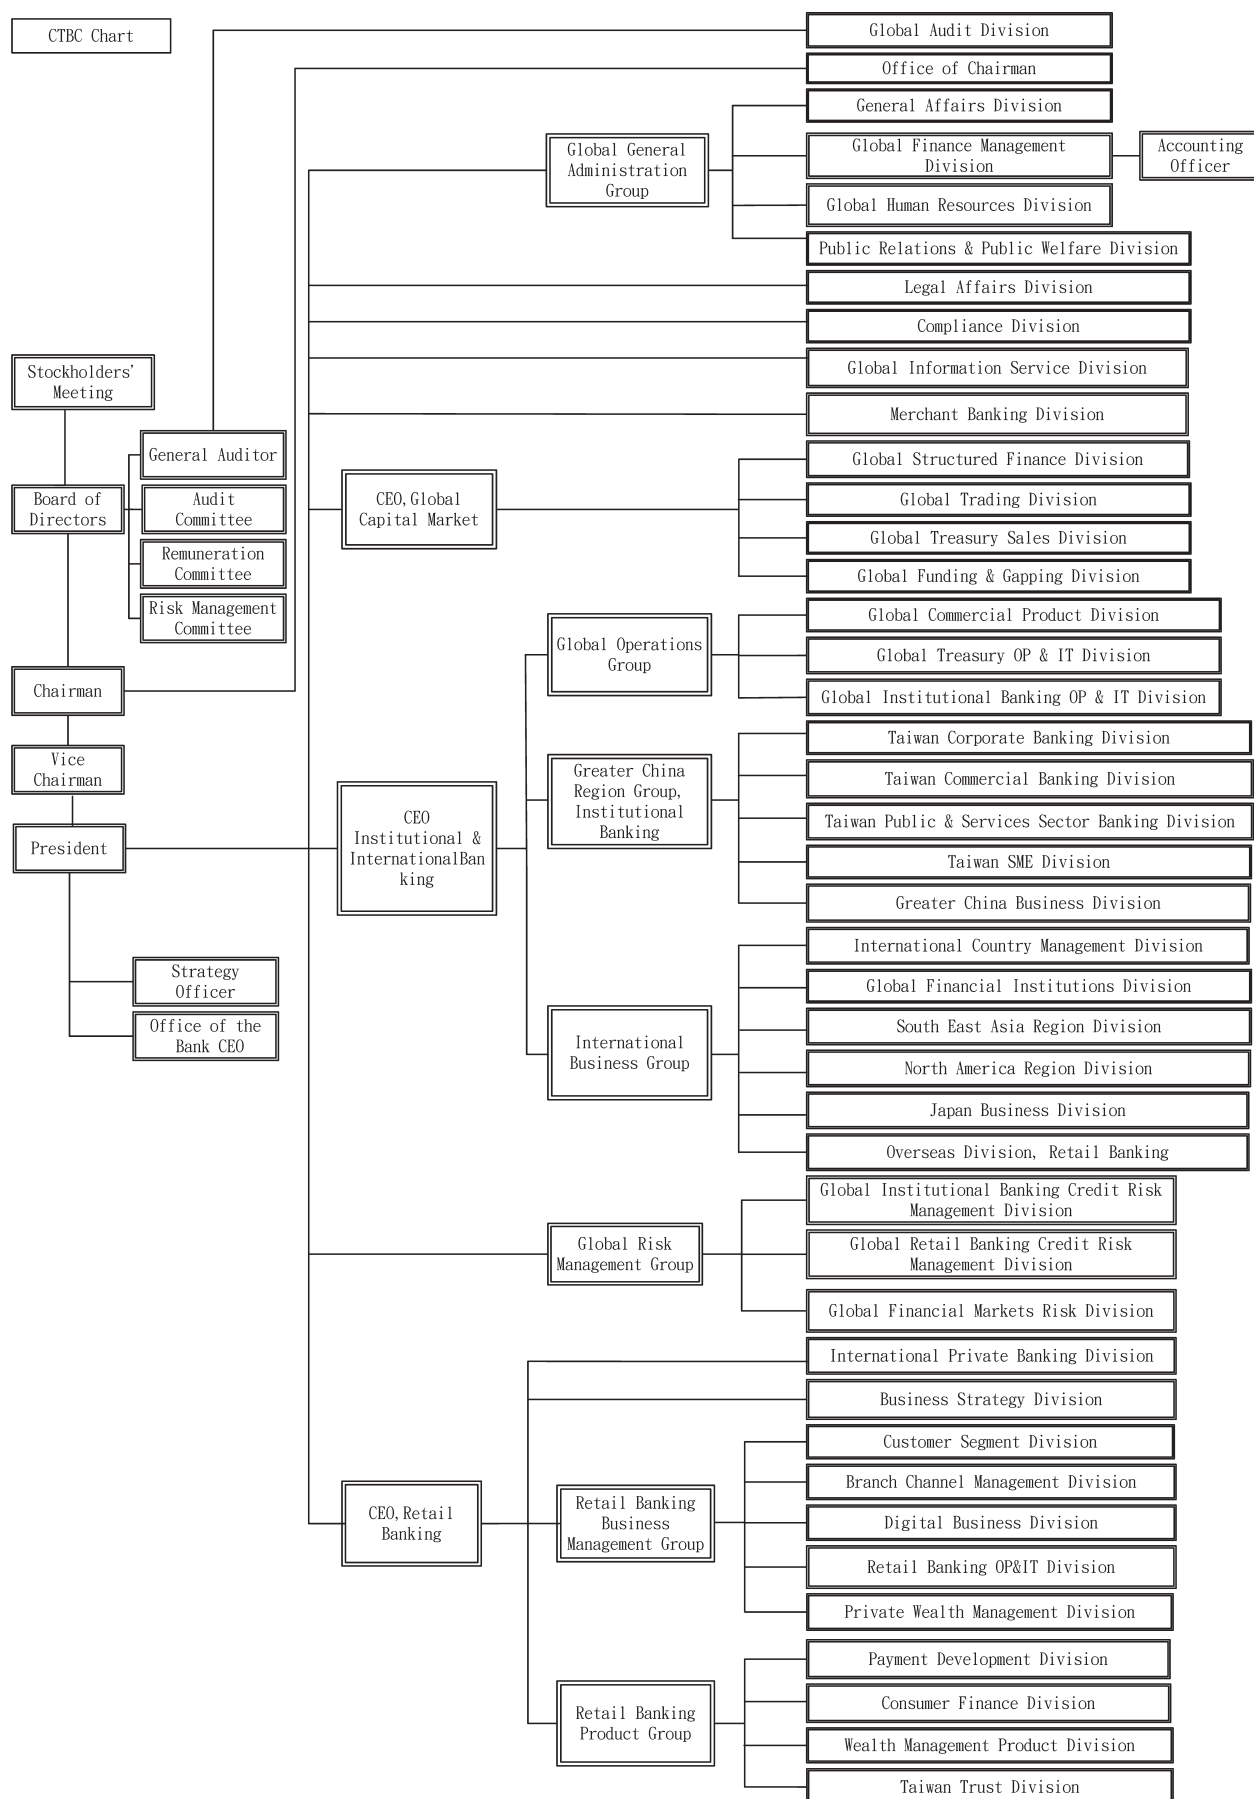 CTBC Chart
Global Audit Division
Office of Chairman
General Affairs Division
Global General
Administration
Group
Global Finance Management
Division
Accounting
Officer
Global Human Resources Division
Public Relations & Public Welfare Division
Legal Affairs Division
Compliance Division
Global Information Service Division
Merchant Banking Division
Stockholders'
Meeting
General Auditor
Board of
Directors
Audit
Committee
Remuneration
Committee
Risk Management
Committee
CEO,Global
Capital Market
Global Structured Finance Division
Global Trading Division
Global Treasury Sales Division
Global Funding & Gapping Division
Chairman
Vice
Chairman
President
Strategy
Officer
Office of the
Bank CEO
CEO
Institutional &
InternationalBan
king
Global Operations
Group
Global Commercial Product Division
Global Treasury OP & IT Division
Global Institutional Banking OP & IT Division
Greater China
Region Group,
Institutional
Banking
Taiwan Corporate Banking Division
Taiwan Commercial Banking Division
Taiwan Public & Services Sector Banking Division
Taiwan SME Division
Greater China Business Division
International
Business Group
International Country Management Division
Global Financial Institutions Division
South East Asia Region Division
North America Region Division
Japan Business Division
Overseas Division, Retail Banking
Global Risk
Management Group
Global Institutional Banking Credit Risk
Management Division
Global Retail Banking Credit Risk
Management Division
Global Financial Markets Risk Division
CEO,Retail
Banking
International Private Banking Division
Business Strategy Division
Retail Banking
Business
Management Group
Customer Segment Division
Branch Channel Management Division
Digital Business Division
Retail Banking OP&IT Division
Private Wealth Management Division
Retail Banking
Product Group
Payment Development Division
Consumer Finance Division
Wealth Management Product Division
Taiwan Trust Division